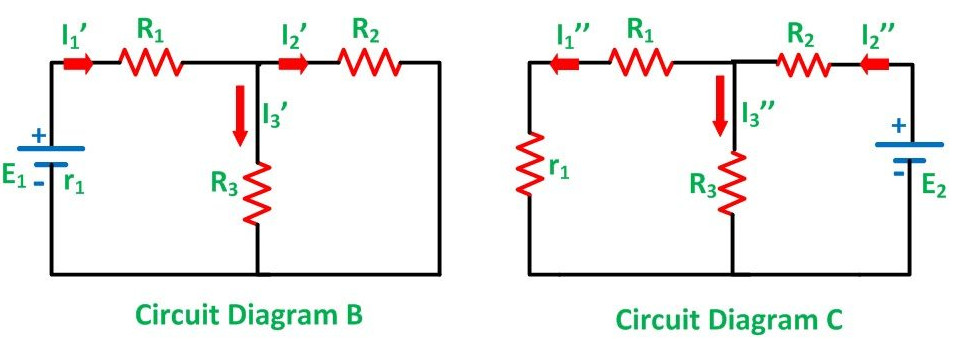 I₁’ R₁ I₂’ R₂
I₃’
+
E₁ - r₁
R₃
Circuit Diagram B
I₁’’ R₁ R₂ I₂’’
I₃’’
+
r₁
R₃
- E₂
Circuit Diagram C